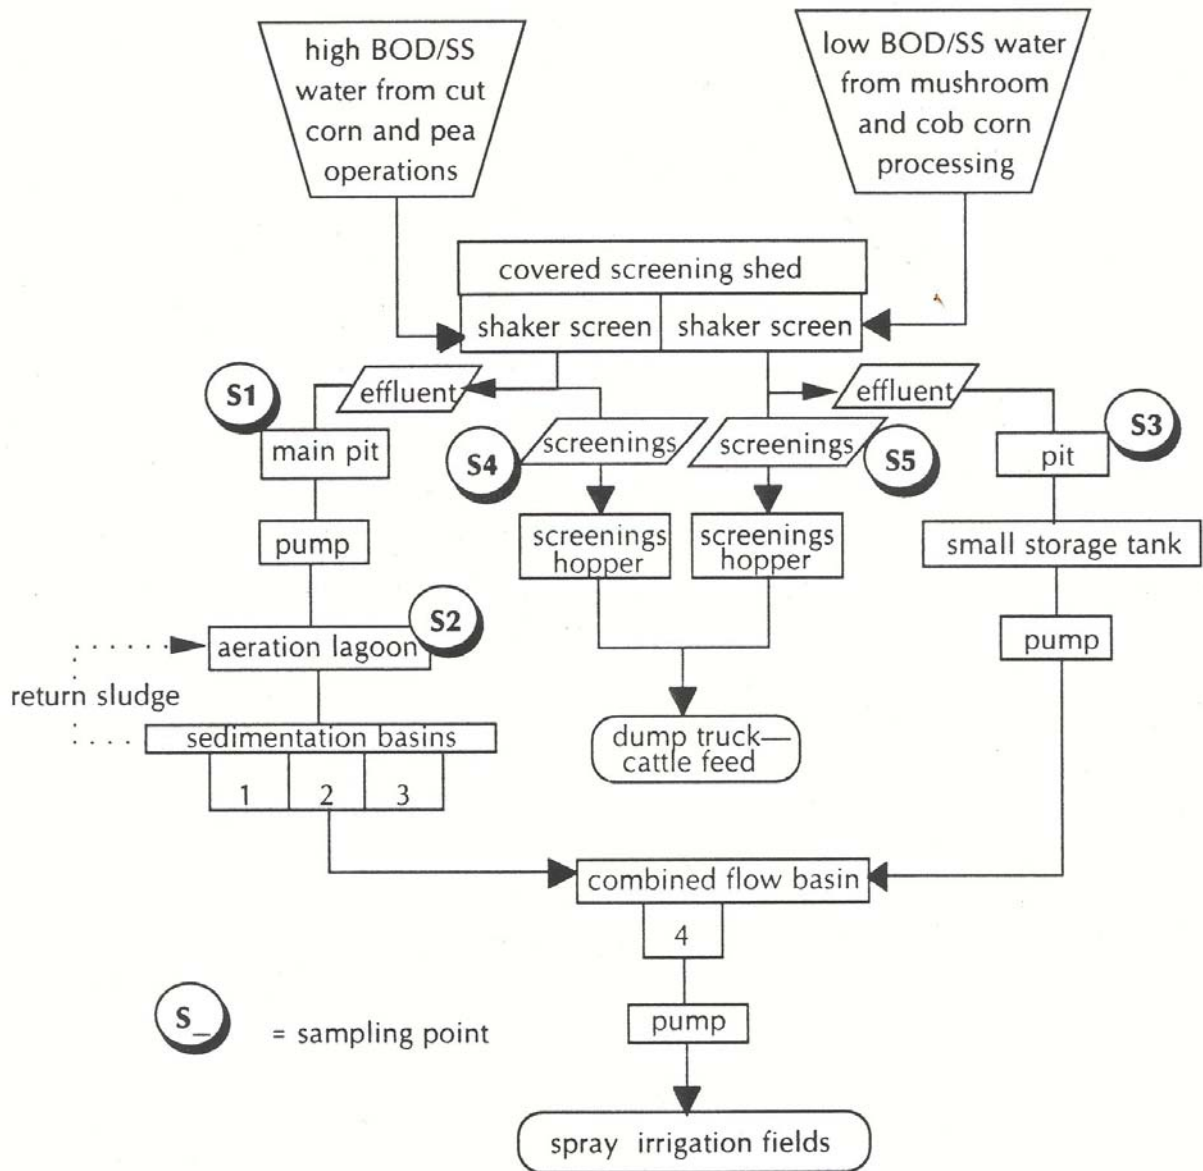 high BOD/SS
water from cut
corn and pea
operations
low BOD/SS water
from mushroom
and cob corn
processing
covered screening shed
shaker screen
shaker screen
effluent
effluent
S1
main pit
S4
screenings
screenings
S5
S3
pit
pump
screenings
hopper
screenings
hopper
small storage tank
S2
aeration lagoon
pump
return sludge
sedimentation basins
1
2
3
dump truck—
cattle feed
combined flow basin
4
S_
= sampling point
pump
spray irrigation fields